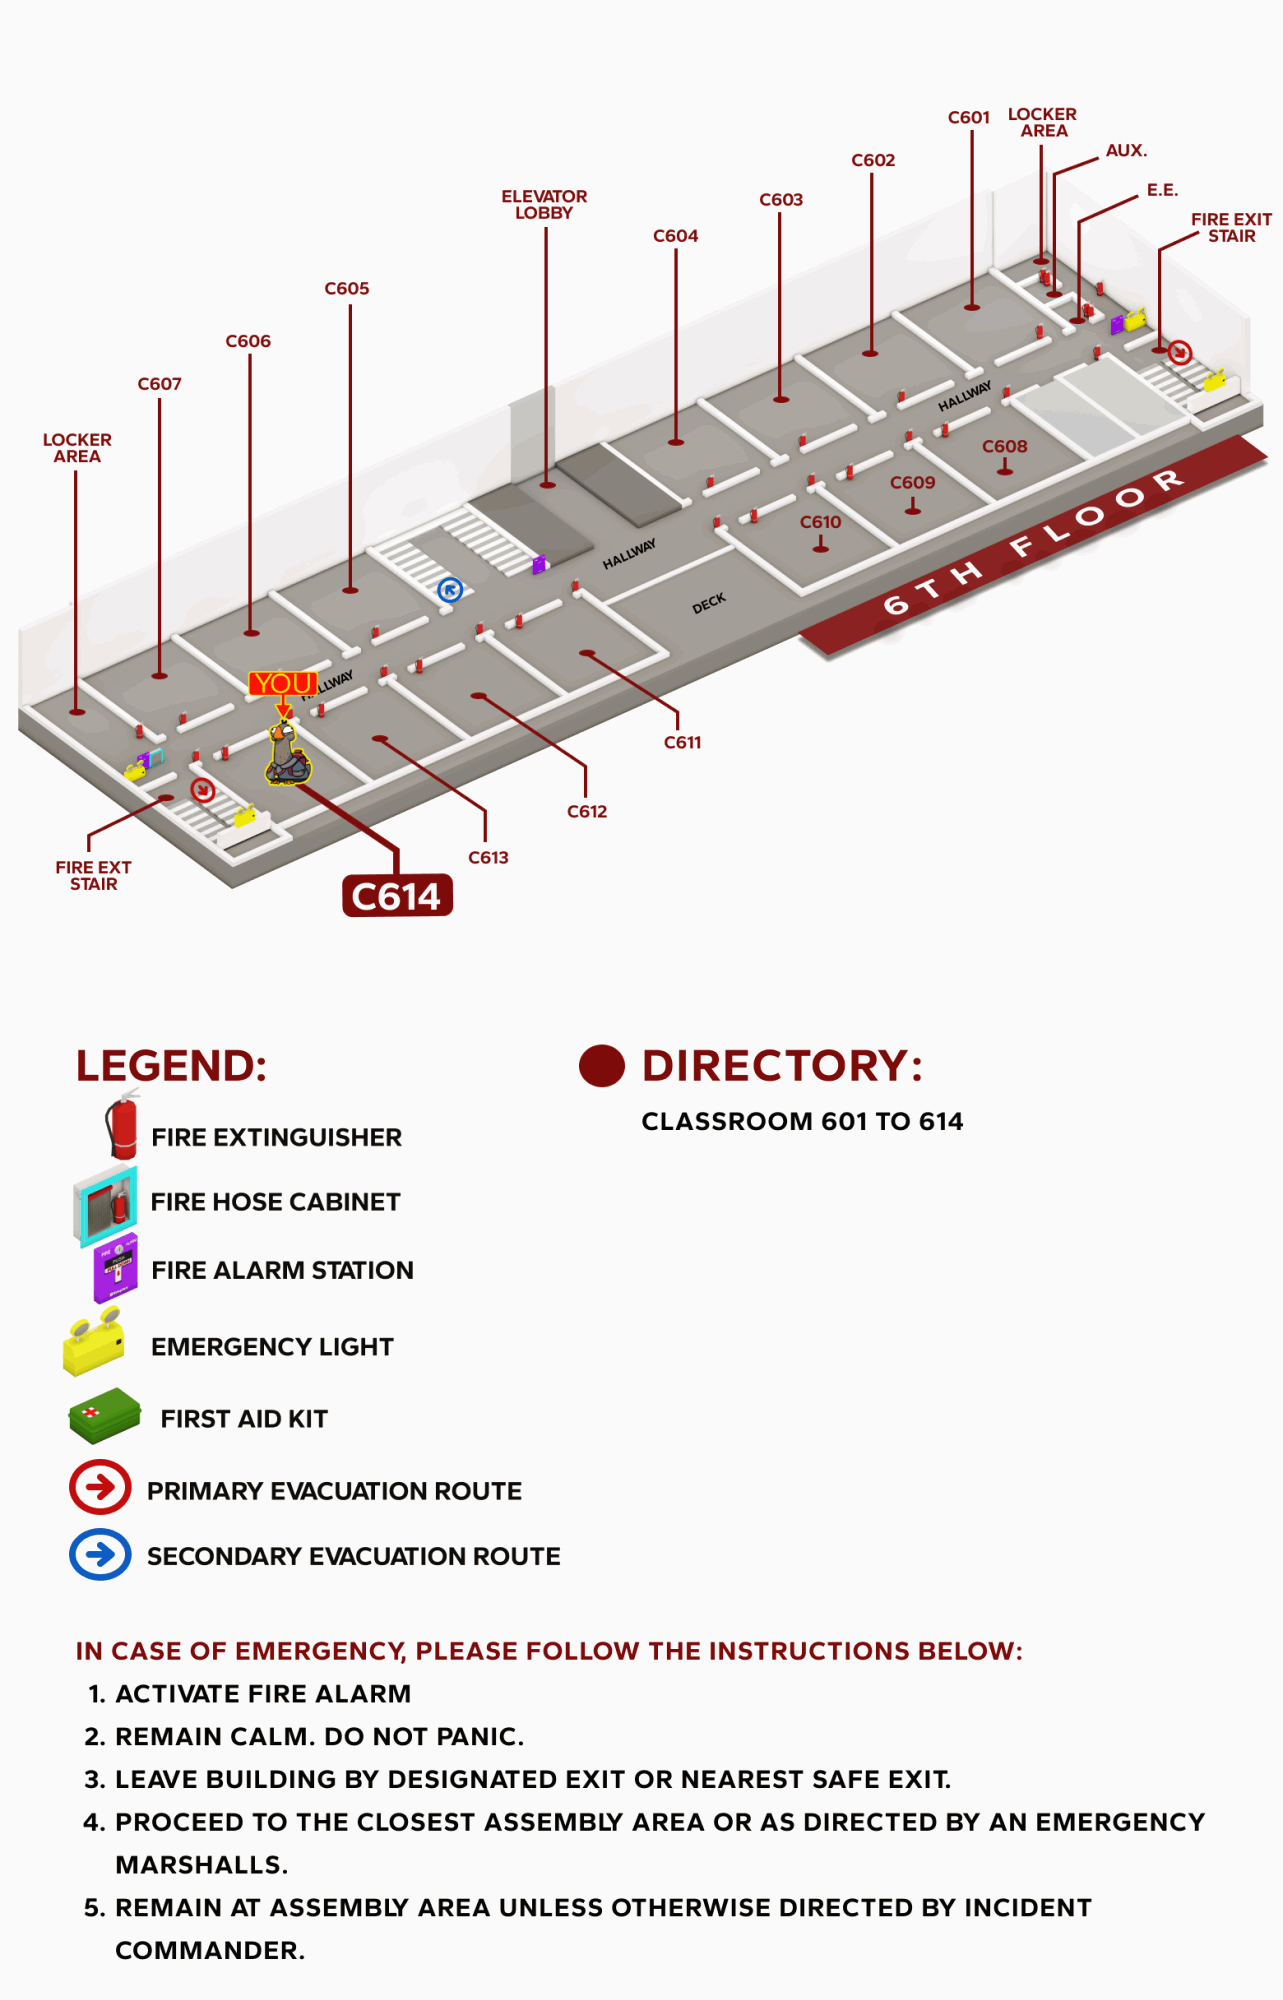 C601
LOCKER
AREA
AUX.
C602
E.E.
ELEVATOR
LOBBY
C603
FIRE EXIT
STAIR
C604
C605
C606
C607
LOCKER
AREA
HALLWAY
C608
C609
C610
6TH FLOOR
HALLWAY
DECK
YOU
HALLWAY
C611
C612
C613
FIRE EXT
STAIR
C614
LEGEND:
FIRE EXTINGUISHER
FIRE HOSE CABINET
FIRE ALARM STATION
EMERGENCY LIGHT
FIRST AID KIT
PRIMARY EVACUATION ROUTE
SECONDARY EVACUATION ROUTE
DIRECTORY:
CLASSROOM 601 TO 614
IN CASE OF EMERGENCY, PLEASE FOLLOW THE INSTRUCTIONS BELOW:
1. ACTIVATE FIRE ALARM
2. REMAIN CALM. DO NOT PANIC.
3. LEAVE BUILDING BY DESIGNATED EXIT OR NEAREST SAFE EXIT.
4. PROCEED TO THE CLOSEST ASSEMBLY AREA OR AS DIRECTED BY AN EMERGENCY
MARSHALLS.
5. REMAIN AT ASSEMBLY AREA UNLESS OTHERWISE DIRECTED BY INCIDENT
COMMANDER.